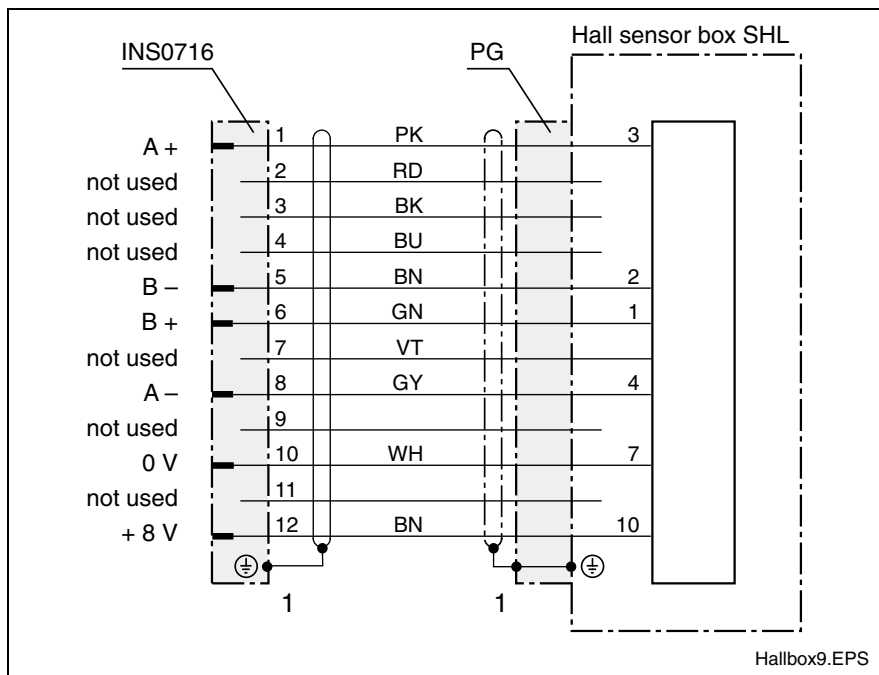 Hall sensor box SHL
INS0716
PG
A + 1 PK 3
not used 2 RD
not used 3 BK
not used 4 BU
B – 5 BN 2
B + 6 GN 1
not used 7 VT
A – 8 GY 4
not used 9
0 V 10 WH 7
not used 11
+ 8 V 12 BN 10
1 1
Hallbox9.EPS